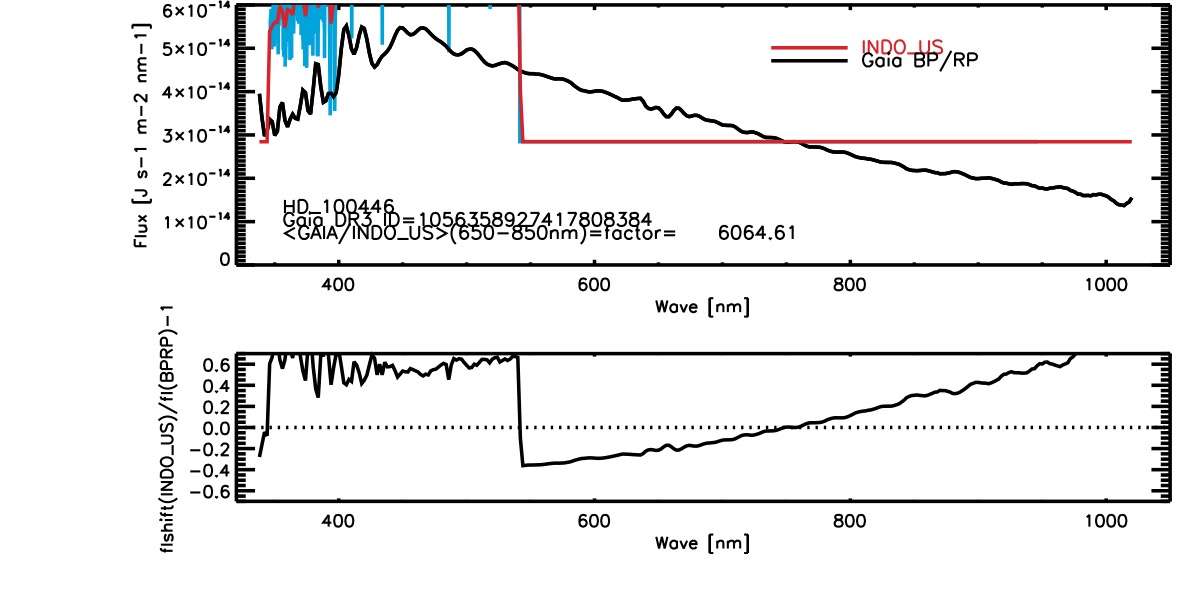 6×10−14
5×10−14
4×10−14
3×10−14
2×10−14
1×10−14
0
Flux [J s−1 m−2 nm−1]
INDO_US
Gaia BP/RP
HD_100446
Gaia DR3 ID=1056358927417808384
<GAIA/INDO_US>(650−850nm)=factor= 6064.61
400 600 800 1000
Wave [nm]
flshift(INDO_US)/fl(BPRP)−1
0.6
0.4
0.2
0.0
−0.2
−0.4
−0.6
400 600 800 1000
Wave [nm]